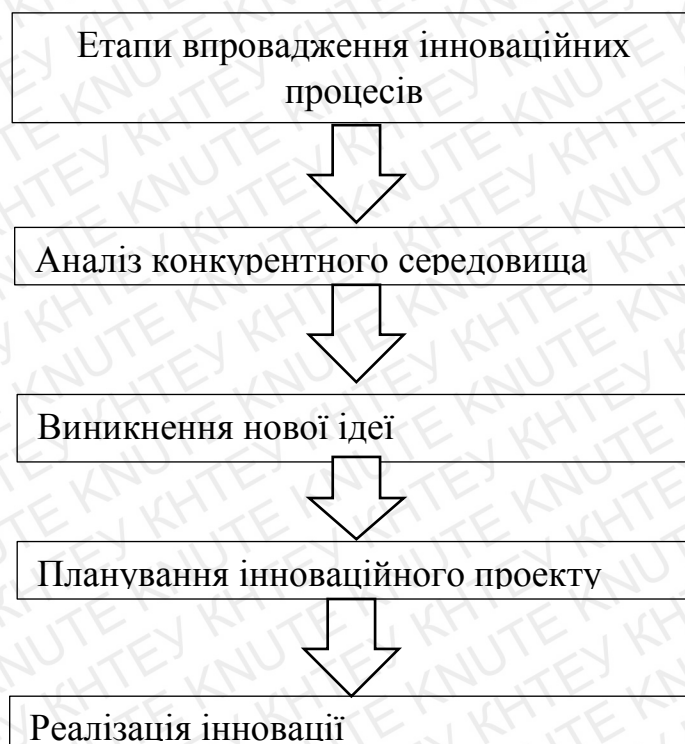 Етапи впровадження інноваційних
процесів
Аналіз конкурентного середовища
Виникнення нової ідеї
Планування інноваційного проекту
Реалізація інновації